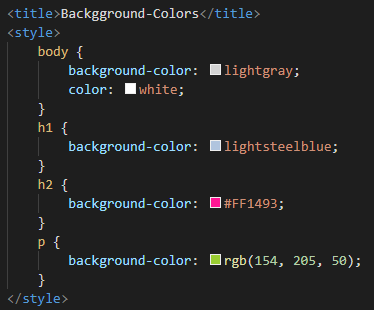 <title>Backgground-Colors</title>
<style>
body {
background-color: lightgray;
color: white;
}
h1 {
background-color: lightsteelblue;
}
h2 {
background-color: #FF1493;
}
p {
background-color: rgb(154, 205, 50);
}
</style>